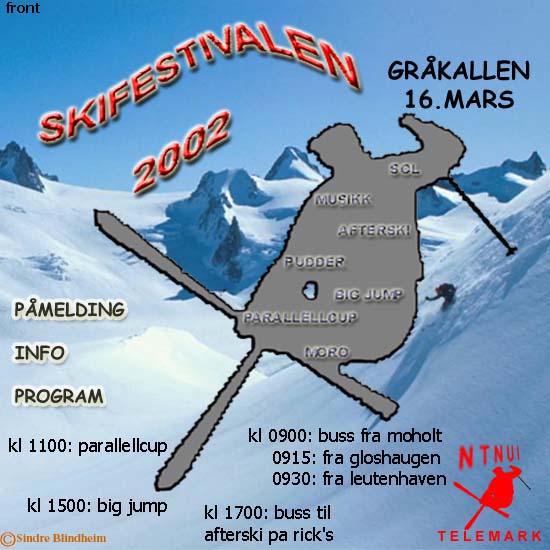 front
SKIFESTIVALEN
2002
GRÅKALLEN
16.MARS
SOL
MUSIKK
AFTERSKI
PUDDER
BIG JUMP
PARALLELLCUP
MORO
PÅMELDING
INFO
PROGRAM
kl 1100: parallellcup
kl 1500: big jump
kl 0900: buss fra moholt
0915: fra gloshaugen
0930: fra leutenhaven
kl 1700: buss til
afterski pa rick's
NTNUI
TELEMARK
©Sindre Blindheim